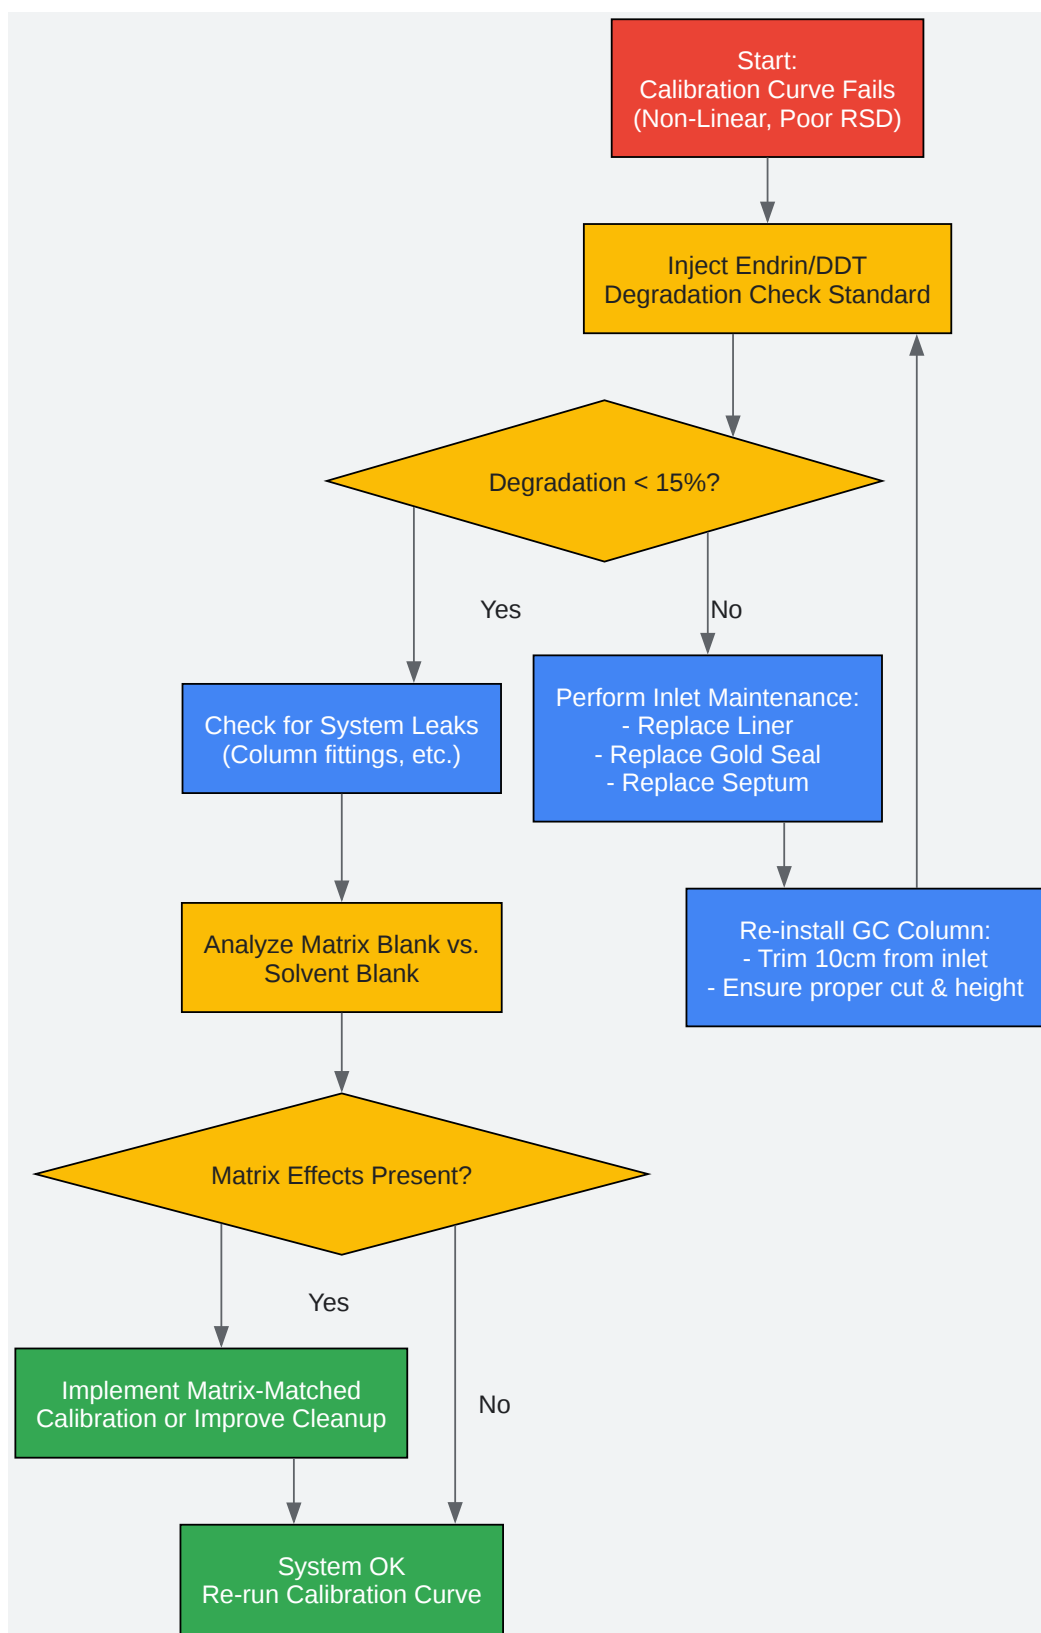 Start:
Calibration Curve Fails
(Non-Linear, Poor RSD)
Inject Endrin/DDT
Degradation Check Standard
Degradation < 15%?
Yes
No
Check for System Leaks
(Column fittings, etc.)
Perform Inlet Maintenance:
- Replace Liner
- Replace Gold Seal
- Replace Septum
Analyze Matrix Blank vs.
Solvent Blank
Re-install GC Column:
- Trim 10cm from inlet
- Ensure proper cut & height
Matrix Effects Present?
Yes
No
Implement Matrix-Matched
Calibration or Improve Cleanup
System OK
Re-run Calibration Curve